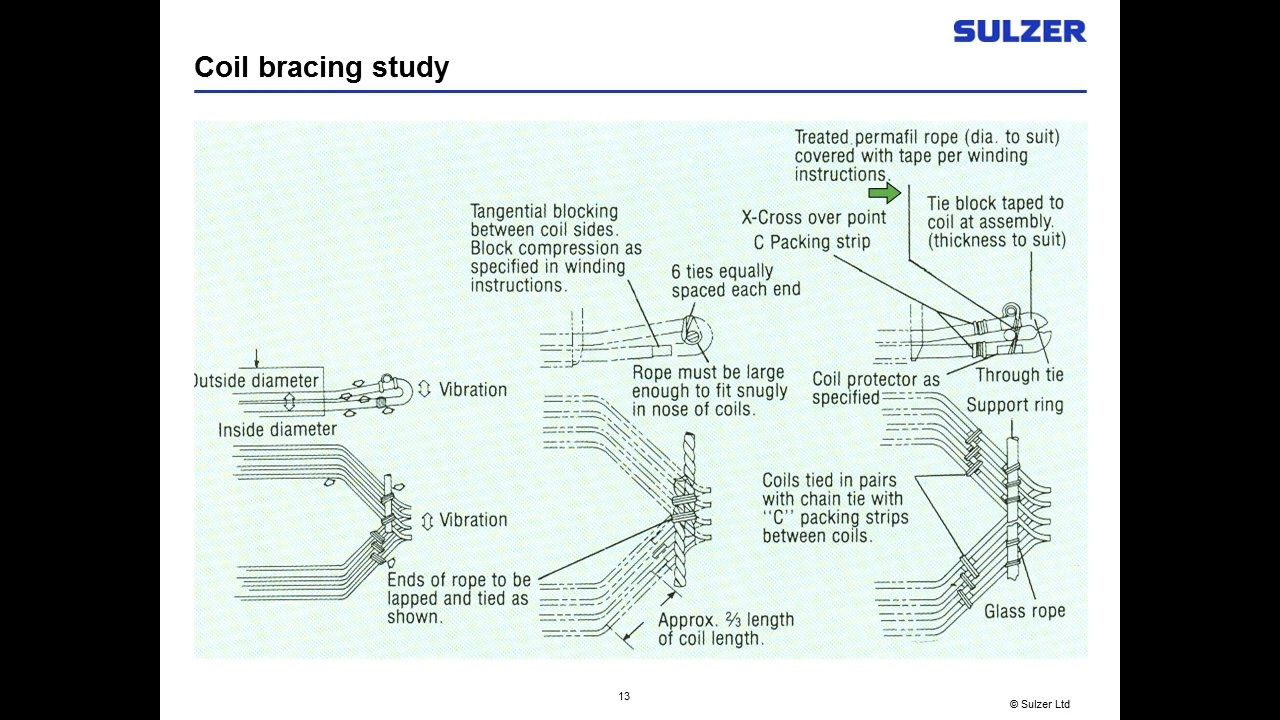 SULZER
Coil bracing study
Treated permafil rope (dia. to suit)
covered with tape per winding
instructions.
Tangential blocking
between coil sides.
Block compression as
specified in winding
instructions.
6 ties equally
spaced each end
X-Cross over point
C Packing strip
Tie block taped to
coil at assembly.
(thickness to suit)
Outside diameter
Inside diameter
Vibration
Vibration
Rope must be large
enough to fit snugly
in nose of coils.
Coil protector as
specified
Through tie
Support ring
Coils tied in pairs
with chain tie with
"C" packing strips
between coils.
Ends of rope to be
lapped and tied as
shown.
Approx. ⅔ length
of coil length.
Glass rope
13
© Sulzer Ltd